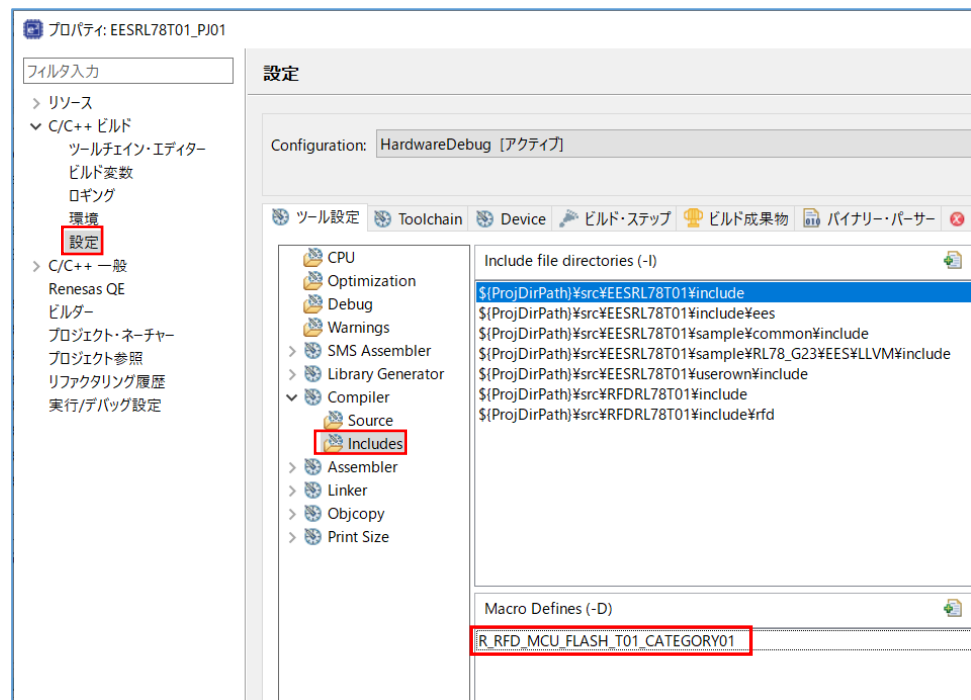 プロパティ: EESRL78T01_PJ01
フィルタ入力
リソース
C/C++ ビルド
ツールチェイン・エディター
ビルド変数
ロギング
環境
設定
C/C++ 一般
Renesas QE
ビルダー
プロジェクト・ネーチャー
プロジェクト参照
リファクタリング履歴
実行/デバッグ設定
設定
Configuration: HardwareDebug [アクティブ]
ツール設定 Toolchain Device ビルド・ステップ ビルド成果物 バイナリー・パーサー
CPU
Optimization
Debug
Warnings
SMS Assembler
Library Generator
Compiler
Source
Includes
Assembler
Linker
Objcopy
Print Size
Include file directories (-I)
${ProjDirPath}¥src¥EESRL78T01¥include
${ProjDirPath}¥src¥EESRL78T01¥include¥ees
${ProjDirPath}¥src¥EESRL78T01¥sample¥common¥include
${ProjDirPath}¥src¥EESRL78T01¥sample¥RL78_G23¥EES¥LLVM¥include
${ProjDirPath}¥src¥EESRL78T01¥userown¥include
${ProjDirPath}¥src¥RFDRL78T01¥include
${ProjDirPath}¥src¥RFDRL78T01¥include¥rfd
Macro Defines (-D)
R_RFD_MCU_FLASH_T01_CATEGORY01